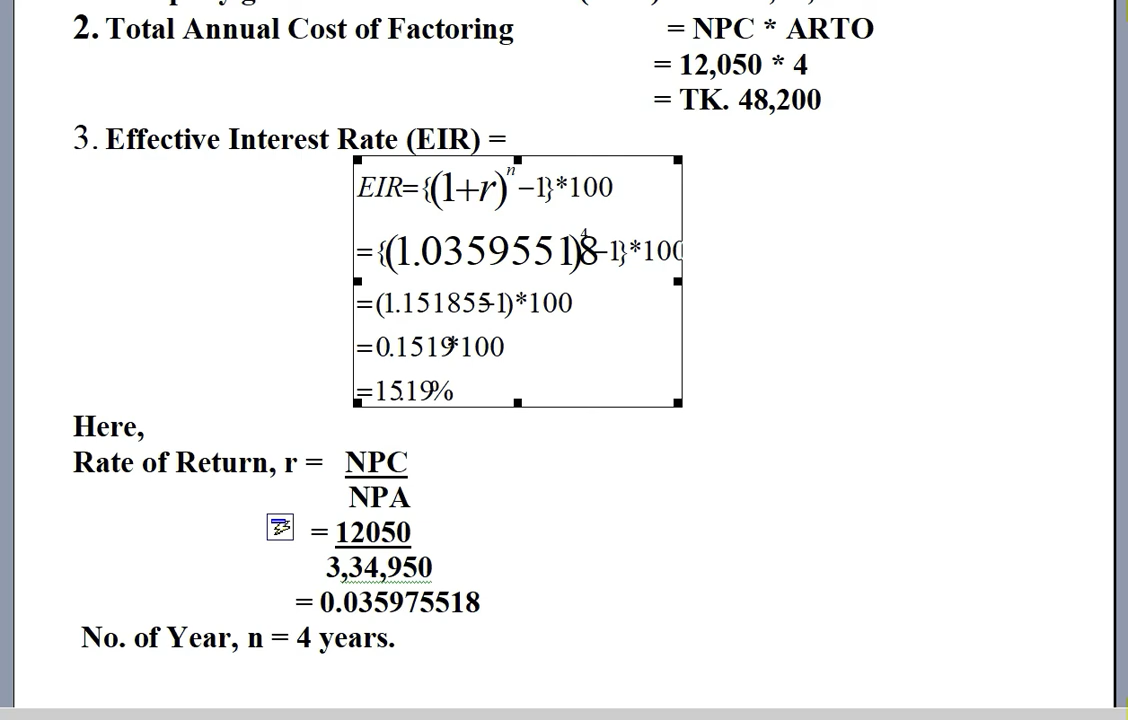 2. Total Annual Cost of Factoring = NPC * ARTO
= 12,050 * 4
= TK. 48,200
3. Effective Interest Rate (EIR) =
EIR={(1+r)^n−1}*100
={(1.03595518)^4−1}*100
=(1.151855−1)*100
=0.1519*100
=15.19%
Here,
Rate of Return, r = NPC
NPA
= 12050
3,34,950
= 0.035975518
No. of Year, n = 4 years.